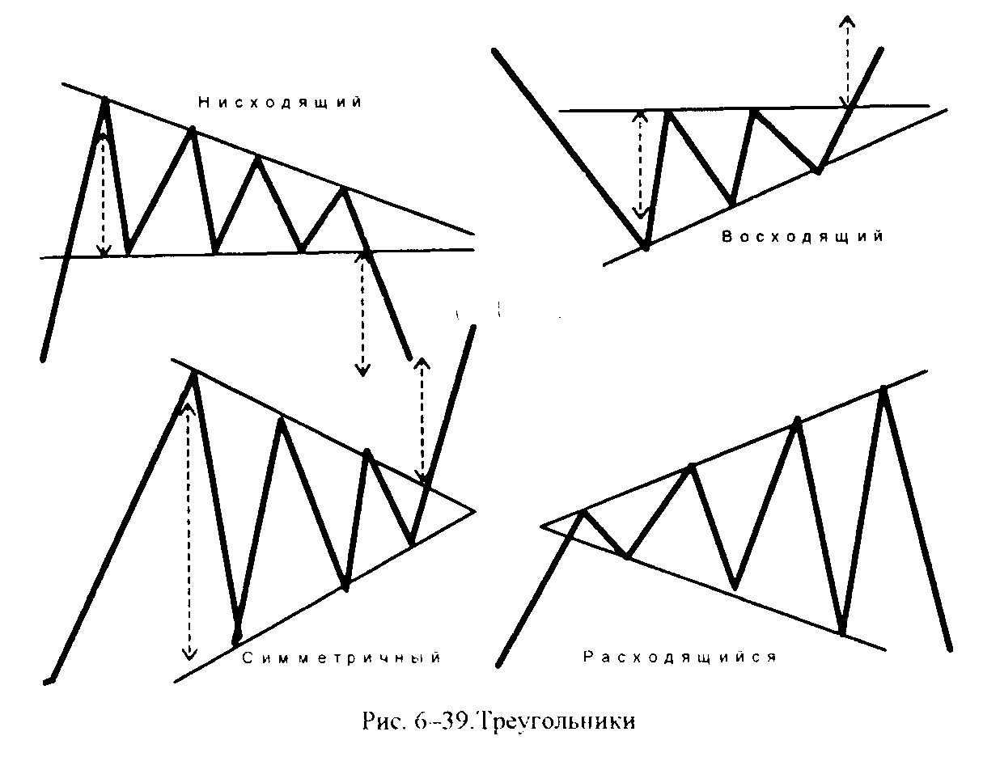 Нисходящий
Восходящий
Симметричный
Расходящийся
Рис. 6-39.Треугольники